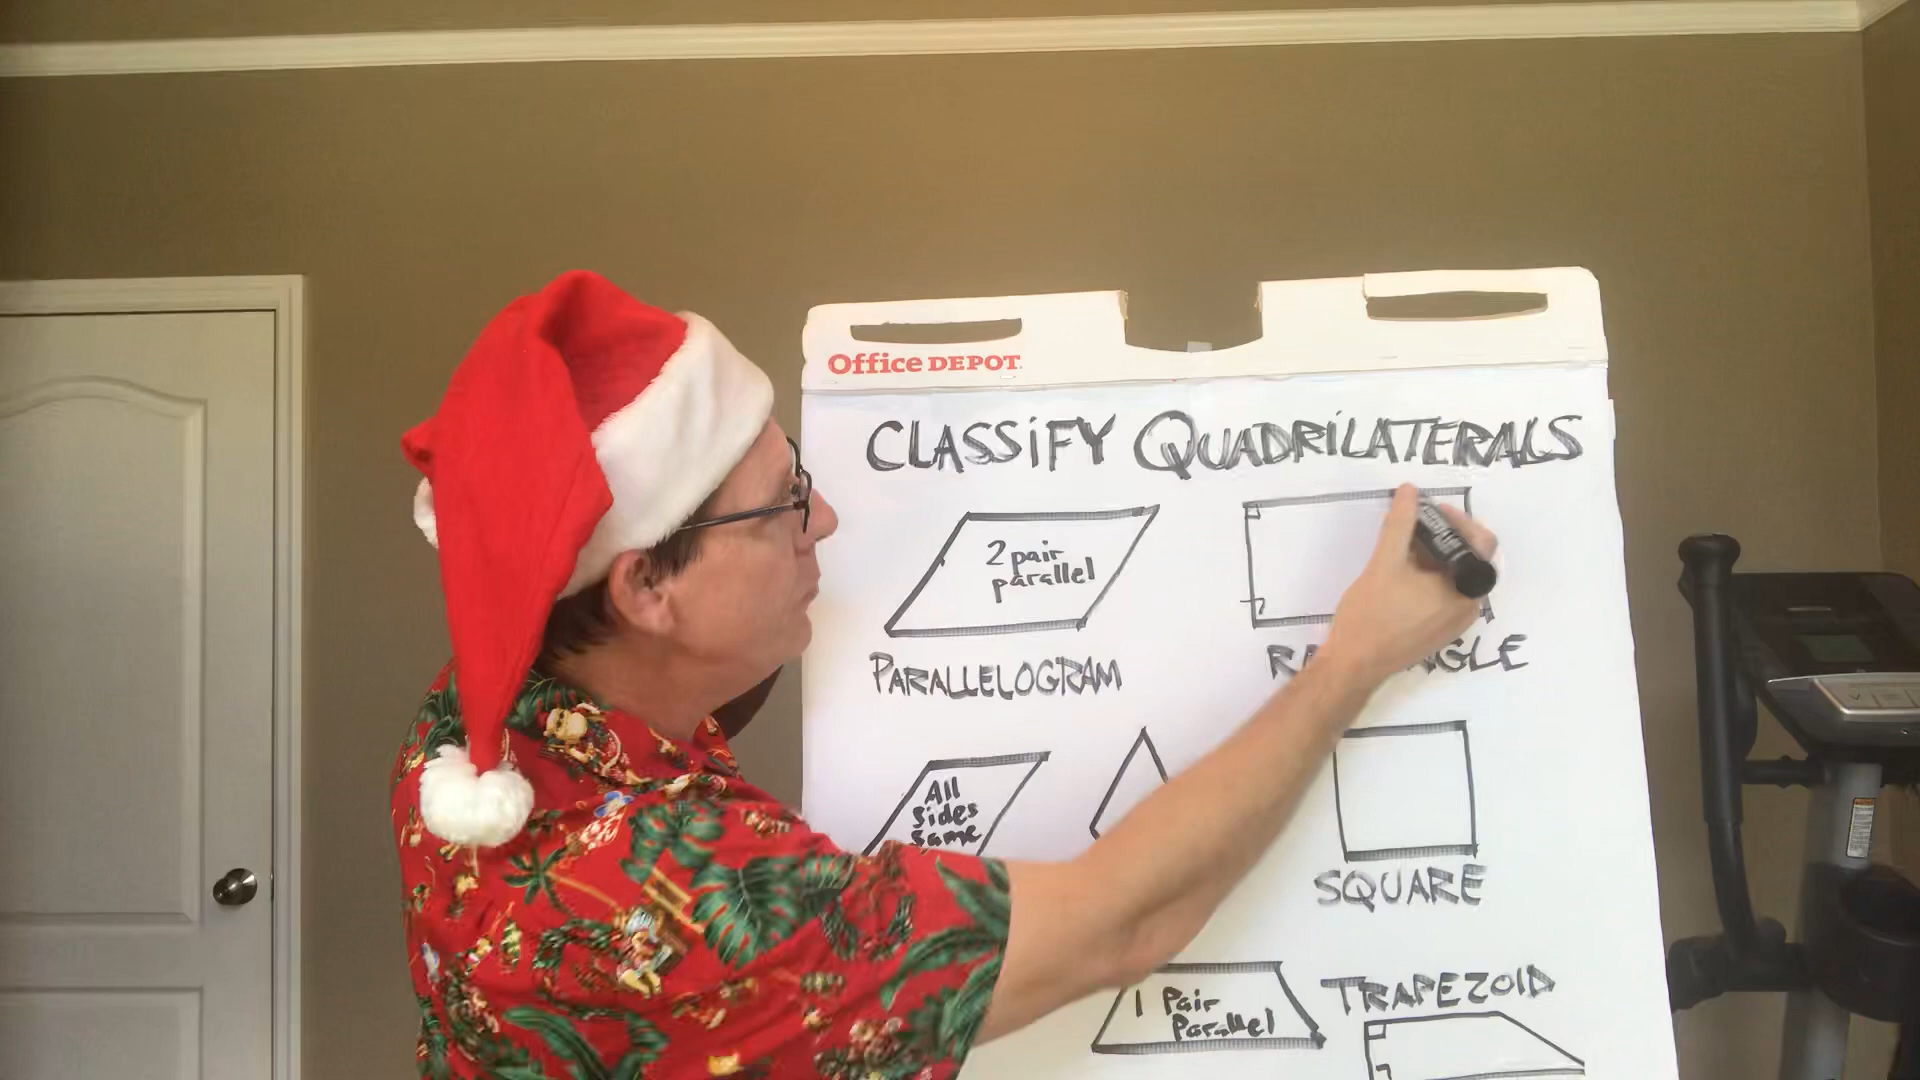 Office DEPOT
CLASSiFY QUADRiLATERALS
2 pair
parallel
PARALLELOGRAM
All
sides
same
SQUARE
TRAPEZOID
1 Pair
Parallel